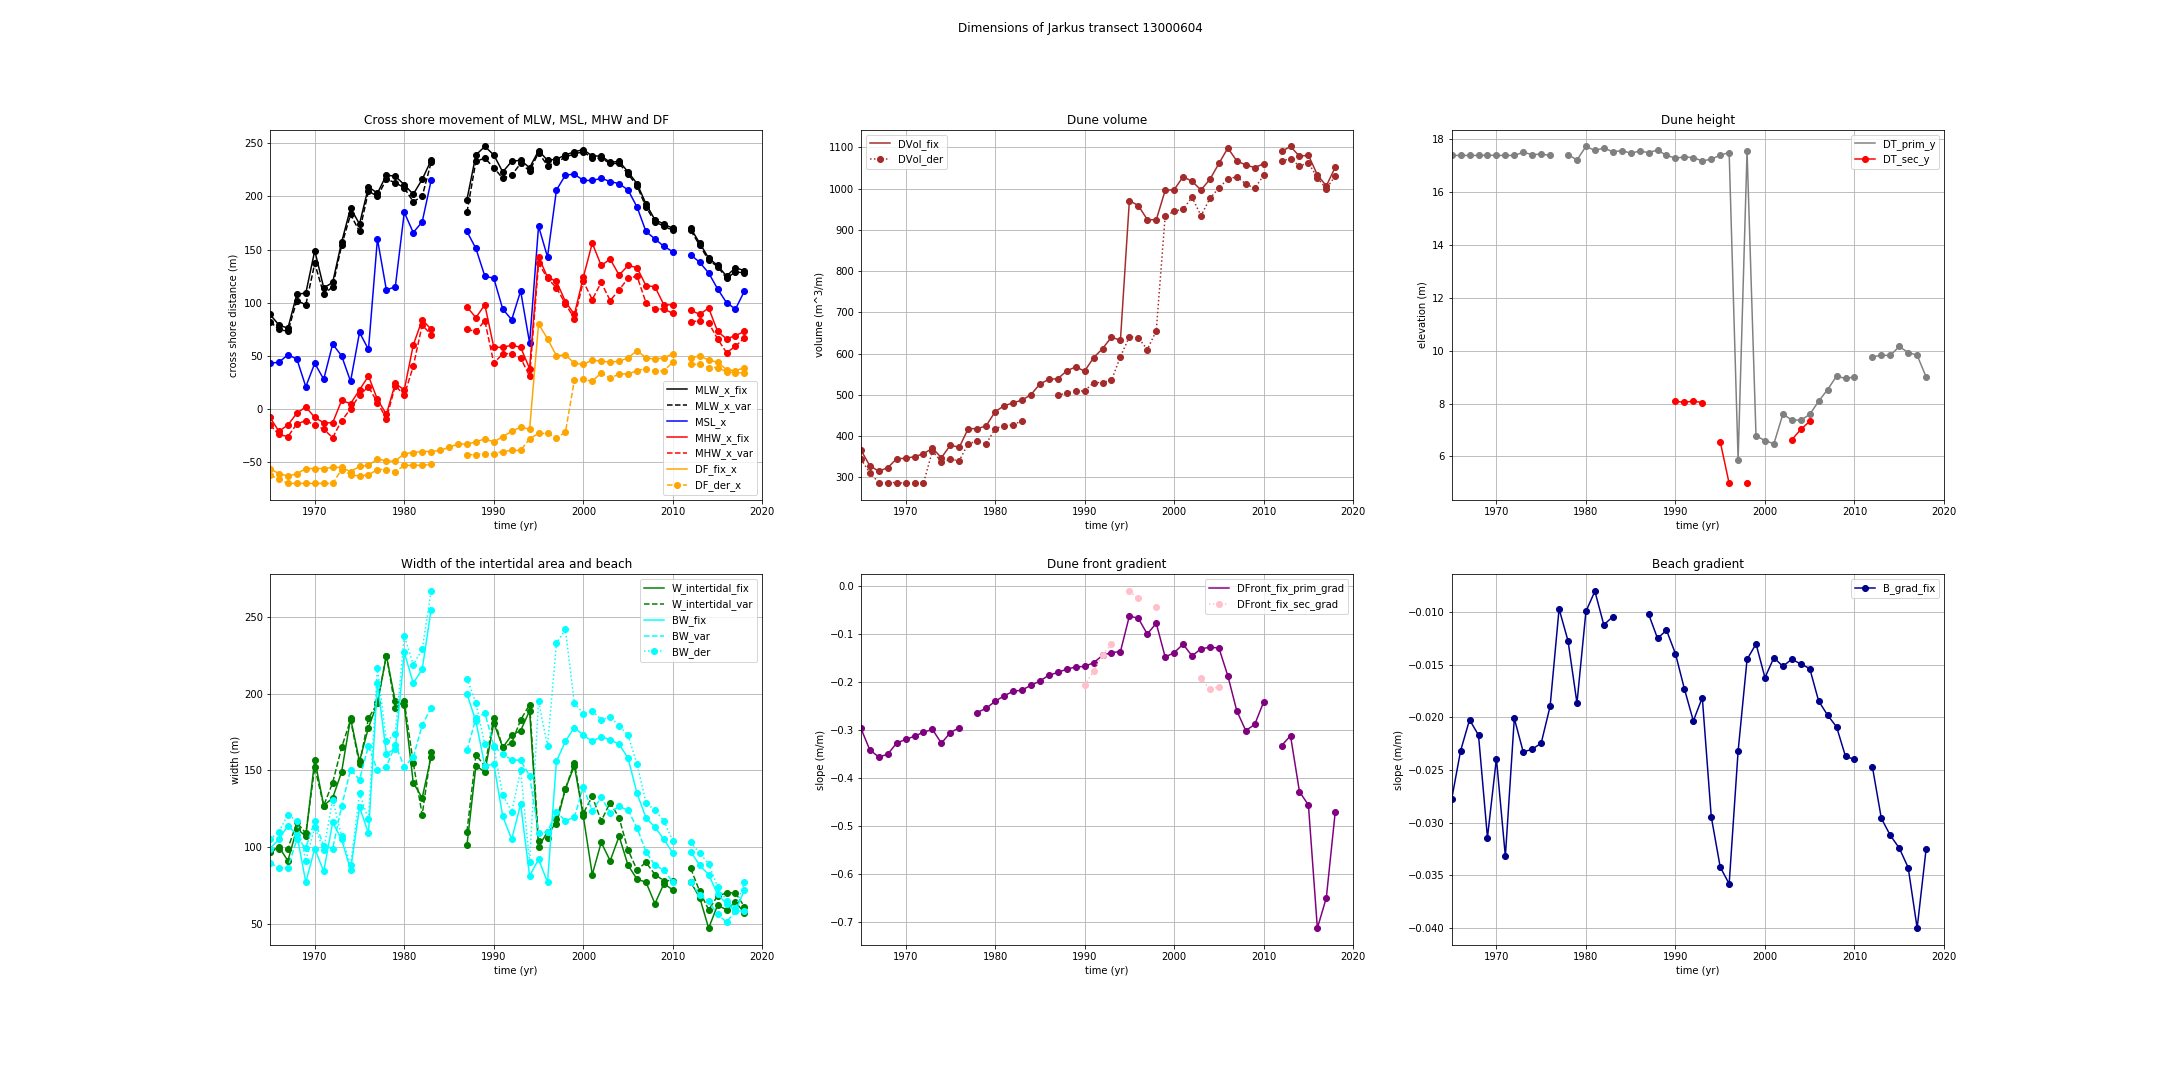 Dimensions of Jarkus transect 13000604
Cross shore movement of MLW, MSL, MHW and DF
250
200
150
100
50
0
−50
cross shore distance (m)
1970 1980 1990 2000 2010 2020
time (yr)
MLW_x_fix
MLW_x_var
MSL_x
MHW_x_fix
MHW_x_var
DF_fix_x
DF_der_x
Dune volume
1100
1000
900
800
700
600
500
400
300
volume (m^3/m)
1970 1980 1990 2000 2010 2020
time (yr)
DVol_fix
DVol_der
Dune height
18
16
14
12
10
8
6
elevation (m)
1970 1980 1990 2000 2010 2020
time (yr)
DT_prim_y
DT_sec_y
Width of the intertidal area and beach
250
200
150
100
50
width (m)
1970 1980 1990 2000 2010 2020
time (yr)
W_intertidal_fix
W_intertidal_var
BW_fix
BW_var
BW_der
Dune front gradient
0.0
−0.1
−0.2
−0.3
−0.4
−0.5
−0.6
−0.7
slope (m/m)
1970 1980 1990 2000 2010 2020
time (yr)
DFront_fix_prim_grad
DFront_fix_sec_grad
Beach gradient
−0.010
−0.015
−0.020
−0.025
−0.030
−0.035
−0.040
slope (m/m)
1970 1980 1990 2000 2010 2020
time (yr)
B_grad_fix